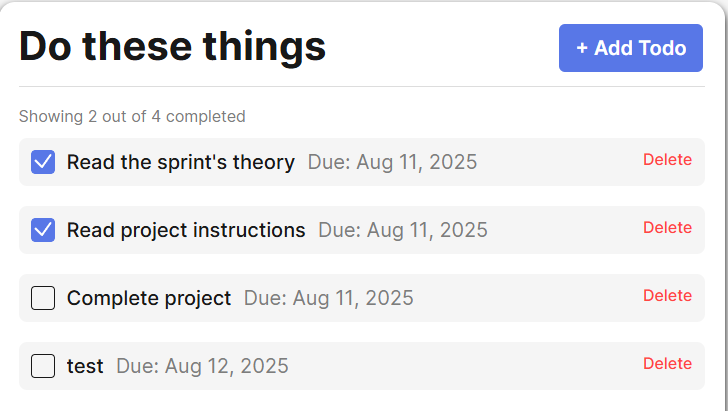 Do these things
+ Add Todo
Showing 2 out of 4 completed
Read the sprint's theory Due: Aug 11, 2025 Delete
Read project instructions Due: Aug 11, 2025 Delete
Complete project Due: Aug 11, 2025 Delete
test Due: Aug 12, 2025 Delete